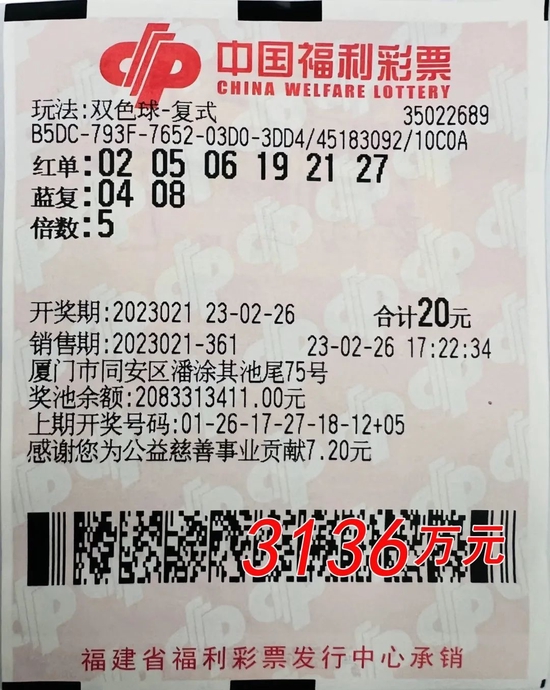 中国福利彩票
CHINA WELFARE LOTTERY
玩法:双色球-复式 35022689
B5DC-793F-7652-03D0-3DD4/45183092/10C0A
红单:02 05 06 19 21 27
蓝复:04 08
倍数:5
开奖期:2023021 23-02-26 合计20元
销售期:2023021-361 23-02-26 17:22:34
厦门市同安区潘涂其池尾75号
奖池余额:2083313411.00元
上期开奖号码:01-26-17-27-18-12+05
感谢您为公益慈善事业贡献7.20元
3136万元
福建省福利彩票发行中心承销